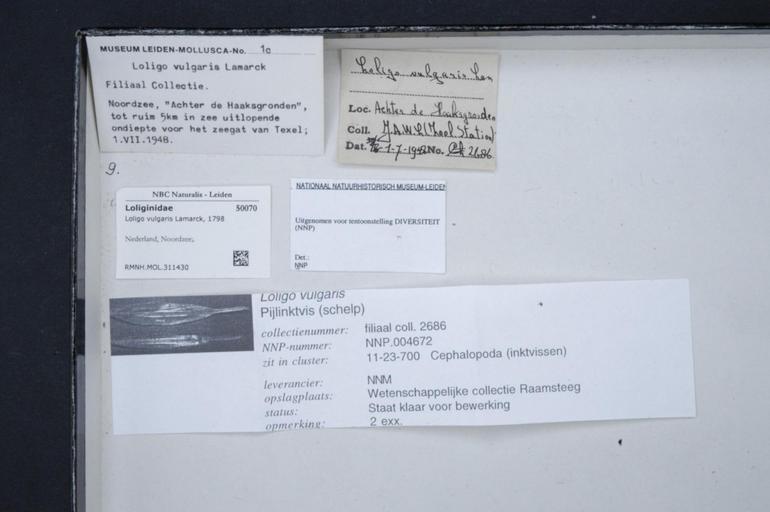 MUSEUM LEIDEN-MOLLUSCA-No. 1c
Loligo vulgaris Lamarck
Filiaal Collectie.
Noordzee, "Achter de Haaksgronden",
tot ruim 5km in zee uitlopende
ondiepte voor het zeegat van Texel;
1.VII.1948.
Loligo vulgaris Lam
Loc. Achter de Haaksgronden
Coll.
Dat. 1-7-1948 No. 2686
9.
NBC Naturalis - Leiden
Loliginidae 50070
Loligo vulgaris Lamarck, 1798
Nederland, Noordzee,
RMNH.MOL.311430
NATIONAAL NATUURHISTORISCH MUSEUM-LEIDEN
Uitgenomen voor tentoonstelling DIVERSITEIT
(NNP)
Det.:
NNP
Loligo vulgaris
Pijlinktvis (schelp)
collectienummer: filiaal coll. 2686
NNP-nummer: NNP.004672
zit in cluster: 11-23-700 Cephalopoda (inktvissen)
leverancier: NNM
opslagplaats: Wetenschappelijke collectie Raamsteeg
status: Staat klaar voor bewerking
opmerking: 2 exx.